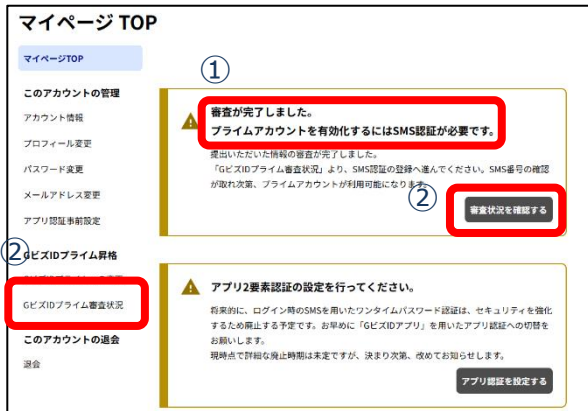 マイページ TOP
マイページTOP
このアカウントの管理
アカウント情報
プロフィール変更
パスワード変更
メールアドレス変更
アプリ認証事前設定
②
GビズIDプライム昇格
GビズIDプライム審査状況
このアカウントの退会
退会
①
審査が完了しました。
プライムアカウントを有効化するにはSMS認証が必要です。
提出いただいた情報の審査が完了しました。
「GビズIDプライム審査状況」より、SMS認証の登録へ進んでください。SMS番号の確認
が取れ次第、プライムアカウントが利用可能になります。
②
審査状況を確認する
アプリ2要素認証の設定を行ってください。
将来的に、ログイン時のSMSを用いたワンタイムパスワード認証は、セキュリティを強化
するため廃止する予定です。お早めに「GビズIDアプリ」を用いたアプリ認証への切替を
お願いします。
現時点で詳細な廃止時期は未定ですが、決まり次第、改めてお知らせします。
アプリ認証を設定する